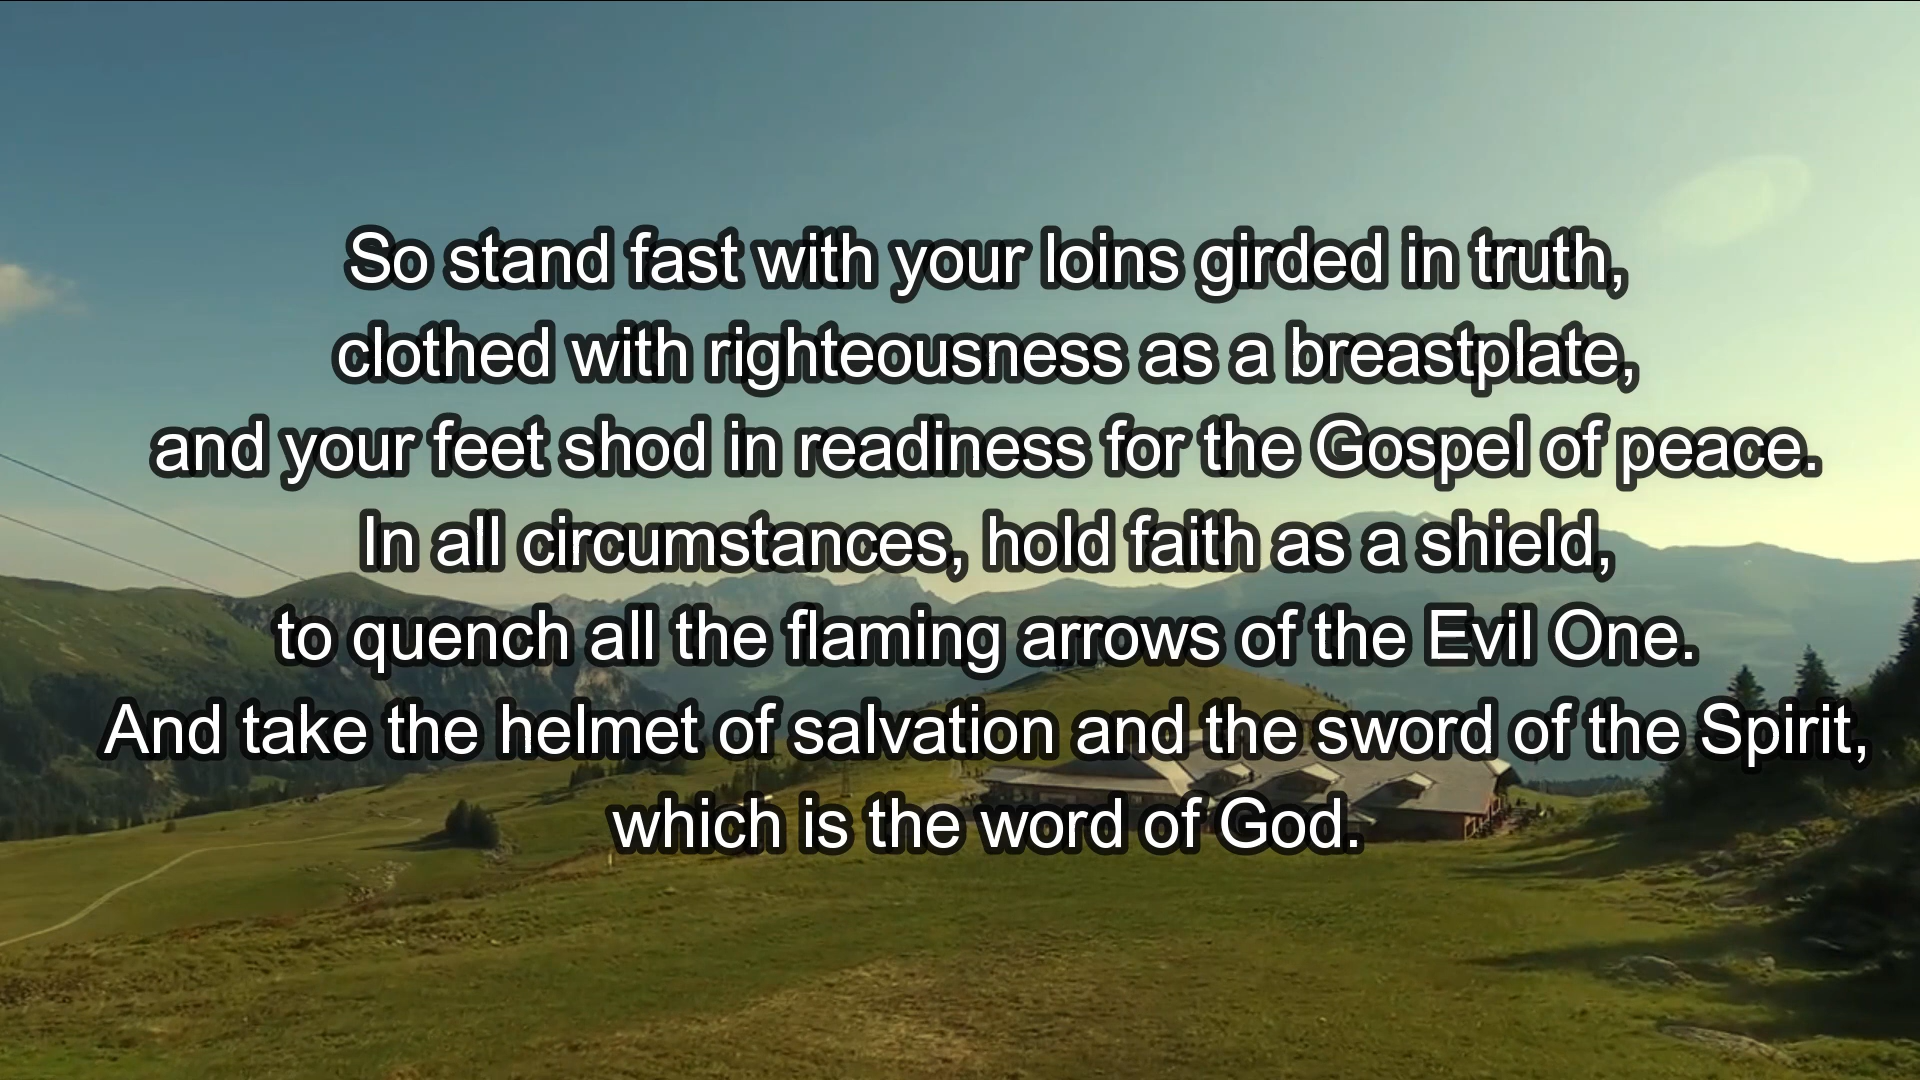 So stand fast with your loins girded in truth,
clothed with righteousness as a breastplate,
and your feet shod in readiness for the Gospel of peace.
In all circumstances, hold faith as a shield,
to quench all the flaming arrows of the Evil One.
And take the helmet of salvation and the sword of the Spirit,
which is the word of God.